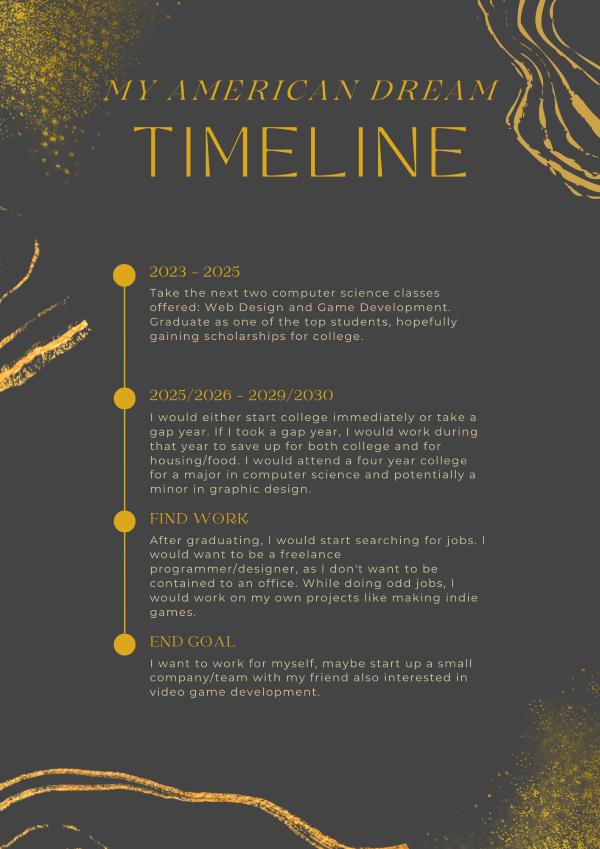 MY AMERICAN DREAM
TIMELINE
2023 – 2025
Take the next two computer science classes
offered: Web Design and Game Development.
Graduate as one of the top students, hopefully
gaining scholarships for college.
2025/2026 – 2029/2030
I would either start college immediately or take a
gap year. If I took a gap year, I would work during
that year to save up for both college and for
housing/food. I would attend a four year college
for a major in computer science and potentially a
minor in graphic design.
FIND WORK
After graduating, I would start searching for jobs. I
would want to be a freelance
programmer/designer, as I don't want to be
contained to an office. While doing odd jobs, I
would work on my own projects like making indie
games.
END GOAL
I want to work for myself, maybe start up a small
company/team with my friend also interested in
video game development.